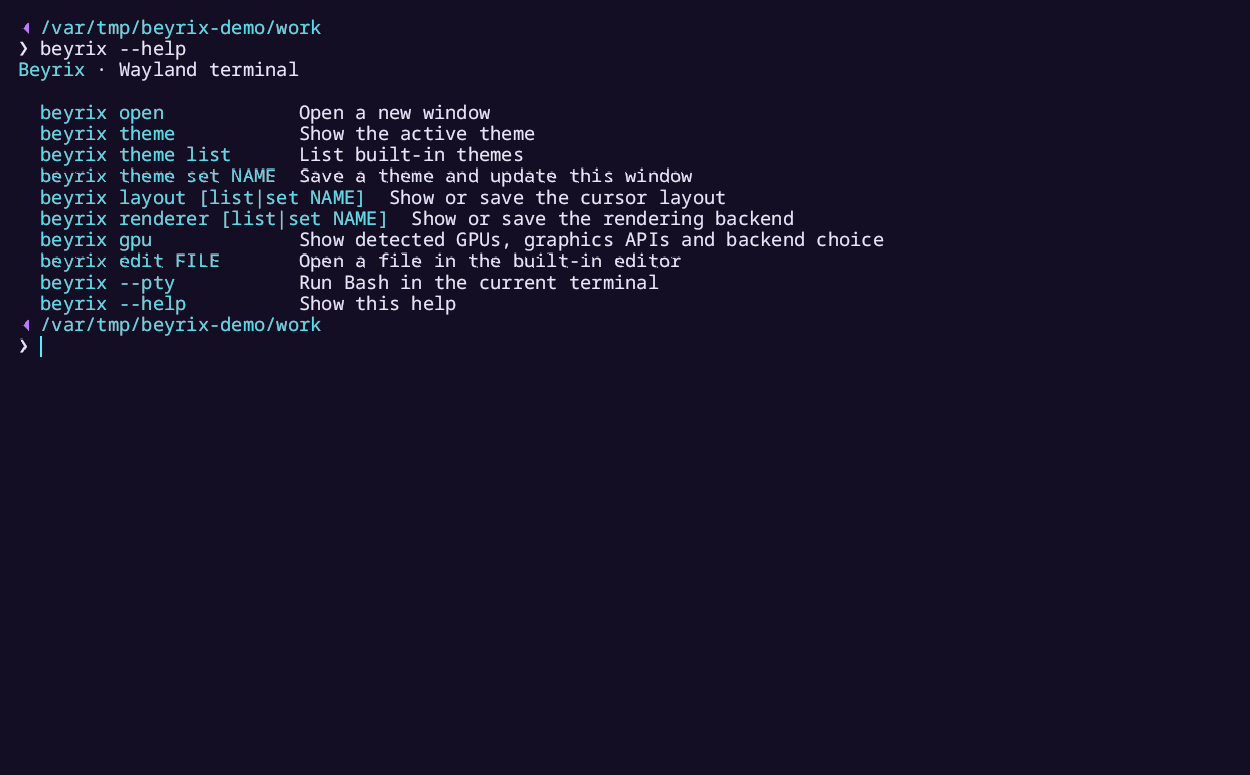 /var/tmp/beyrix-demo/work
❯ beyrix --help
Beyrix · Wayland terminal
beyrix open Open a new window
beyrix theme Show the active theme
beyrix theme list List built-in themes
beyrix theme set NAME Save a theme and update this window
beyrix layout [list|set NAME] Show or save the cursor layout
beyrix renderer [list|set NAME] Show or save the rendering backend
beyrix gpu Show detected GPUs, graphics APIs and backend choice
beyrix edit FILE Open a file in the built-in editor
beyrix --pty Run Bash in the current terminal
beyrix --help Show this help
/var/tmp/beyrix-demo/work
❯